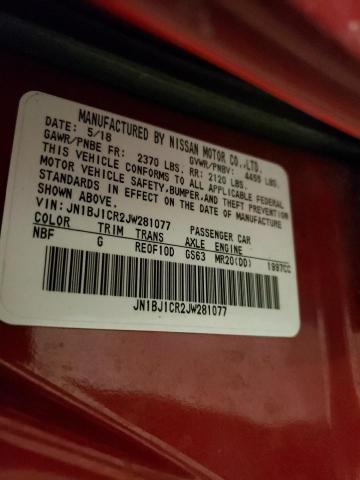 MANUFACTURED BY NISSAN MOTOR CO.,LTD.
DATE: 5/18 GVWR/PNBV: 4455 LBS.
GAWR/PNBE FR: 2370 LBS. RR: 2120 LBS.
THIS VEHICLE CONFORMS TO ALL APPLICABLE FEDERAL
MOTOR VEHICLE SAFETY,BUMPER,AND THEFT PREVENTION
STANDARDS IN EFFECT ON THE DATE OF MANUFACTURE
SHOWN ABOVE.
VIN:JN1BJ1CR2JW281077 PASSENGER CAR
COLOR TRIM TRANS AXLE ENGINE
NBF G RE0F10D GS63 MR20(DD) 1997CC
JN1BJ1CR2JW281077